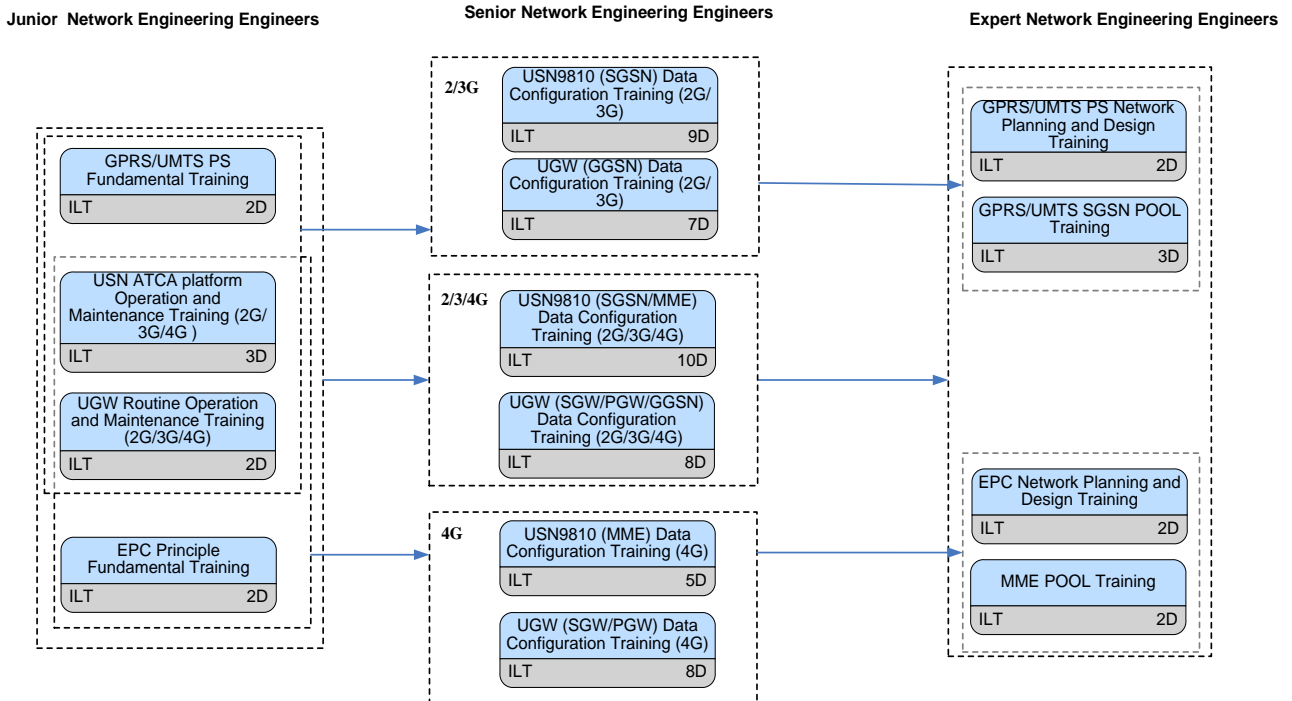 Junior Network Engineering Engineers
Senior Network Engineering Engineers
Expert Network Engineering Engineers
GPRS/UMTS PS
Fundamental Training
ILT 2D
USN ATCA platform
Operation and
Maintenance Training (2G/
3G/4G )
ILT 3D
UGW Routine Operation
and Maintenance Training
(2G/3G/4G)
ILT 2D
EPC Principle
Fundamental Training
ILT 2D
2/3G
USN9810 (SGSN) Data
Configuration Training (2G/
3G)
ILT 9D
UGW (GGSN) Data
Configuration Training (2G/
3G)
ILT 7D
2/3/4G
USN9810 (SGSN/MME)
Data Configuration
Training (2G/3G/4G)
ILT 10D
UGW (SGW/PGW/GGSN)
Data Configuration
Training (2G/3G/4G)
ILT 8D
4G
USN9810 (MME) Data
Configuration Training (4G)
ILT 5D
UGW (SGW/PGW) Data
Configuration Training (4G)
ILT 8D
GPRS/UMTS PS Network
Planning and Design
Training
ILT 2D
GPRS/UMTS SGSN POOL
Training
ILT 3D
EPC Network Planning and
Design Training
ILT 2D
MME POOL Training
ILT 2D